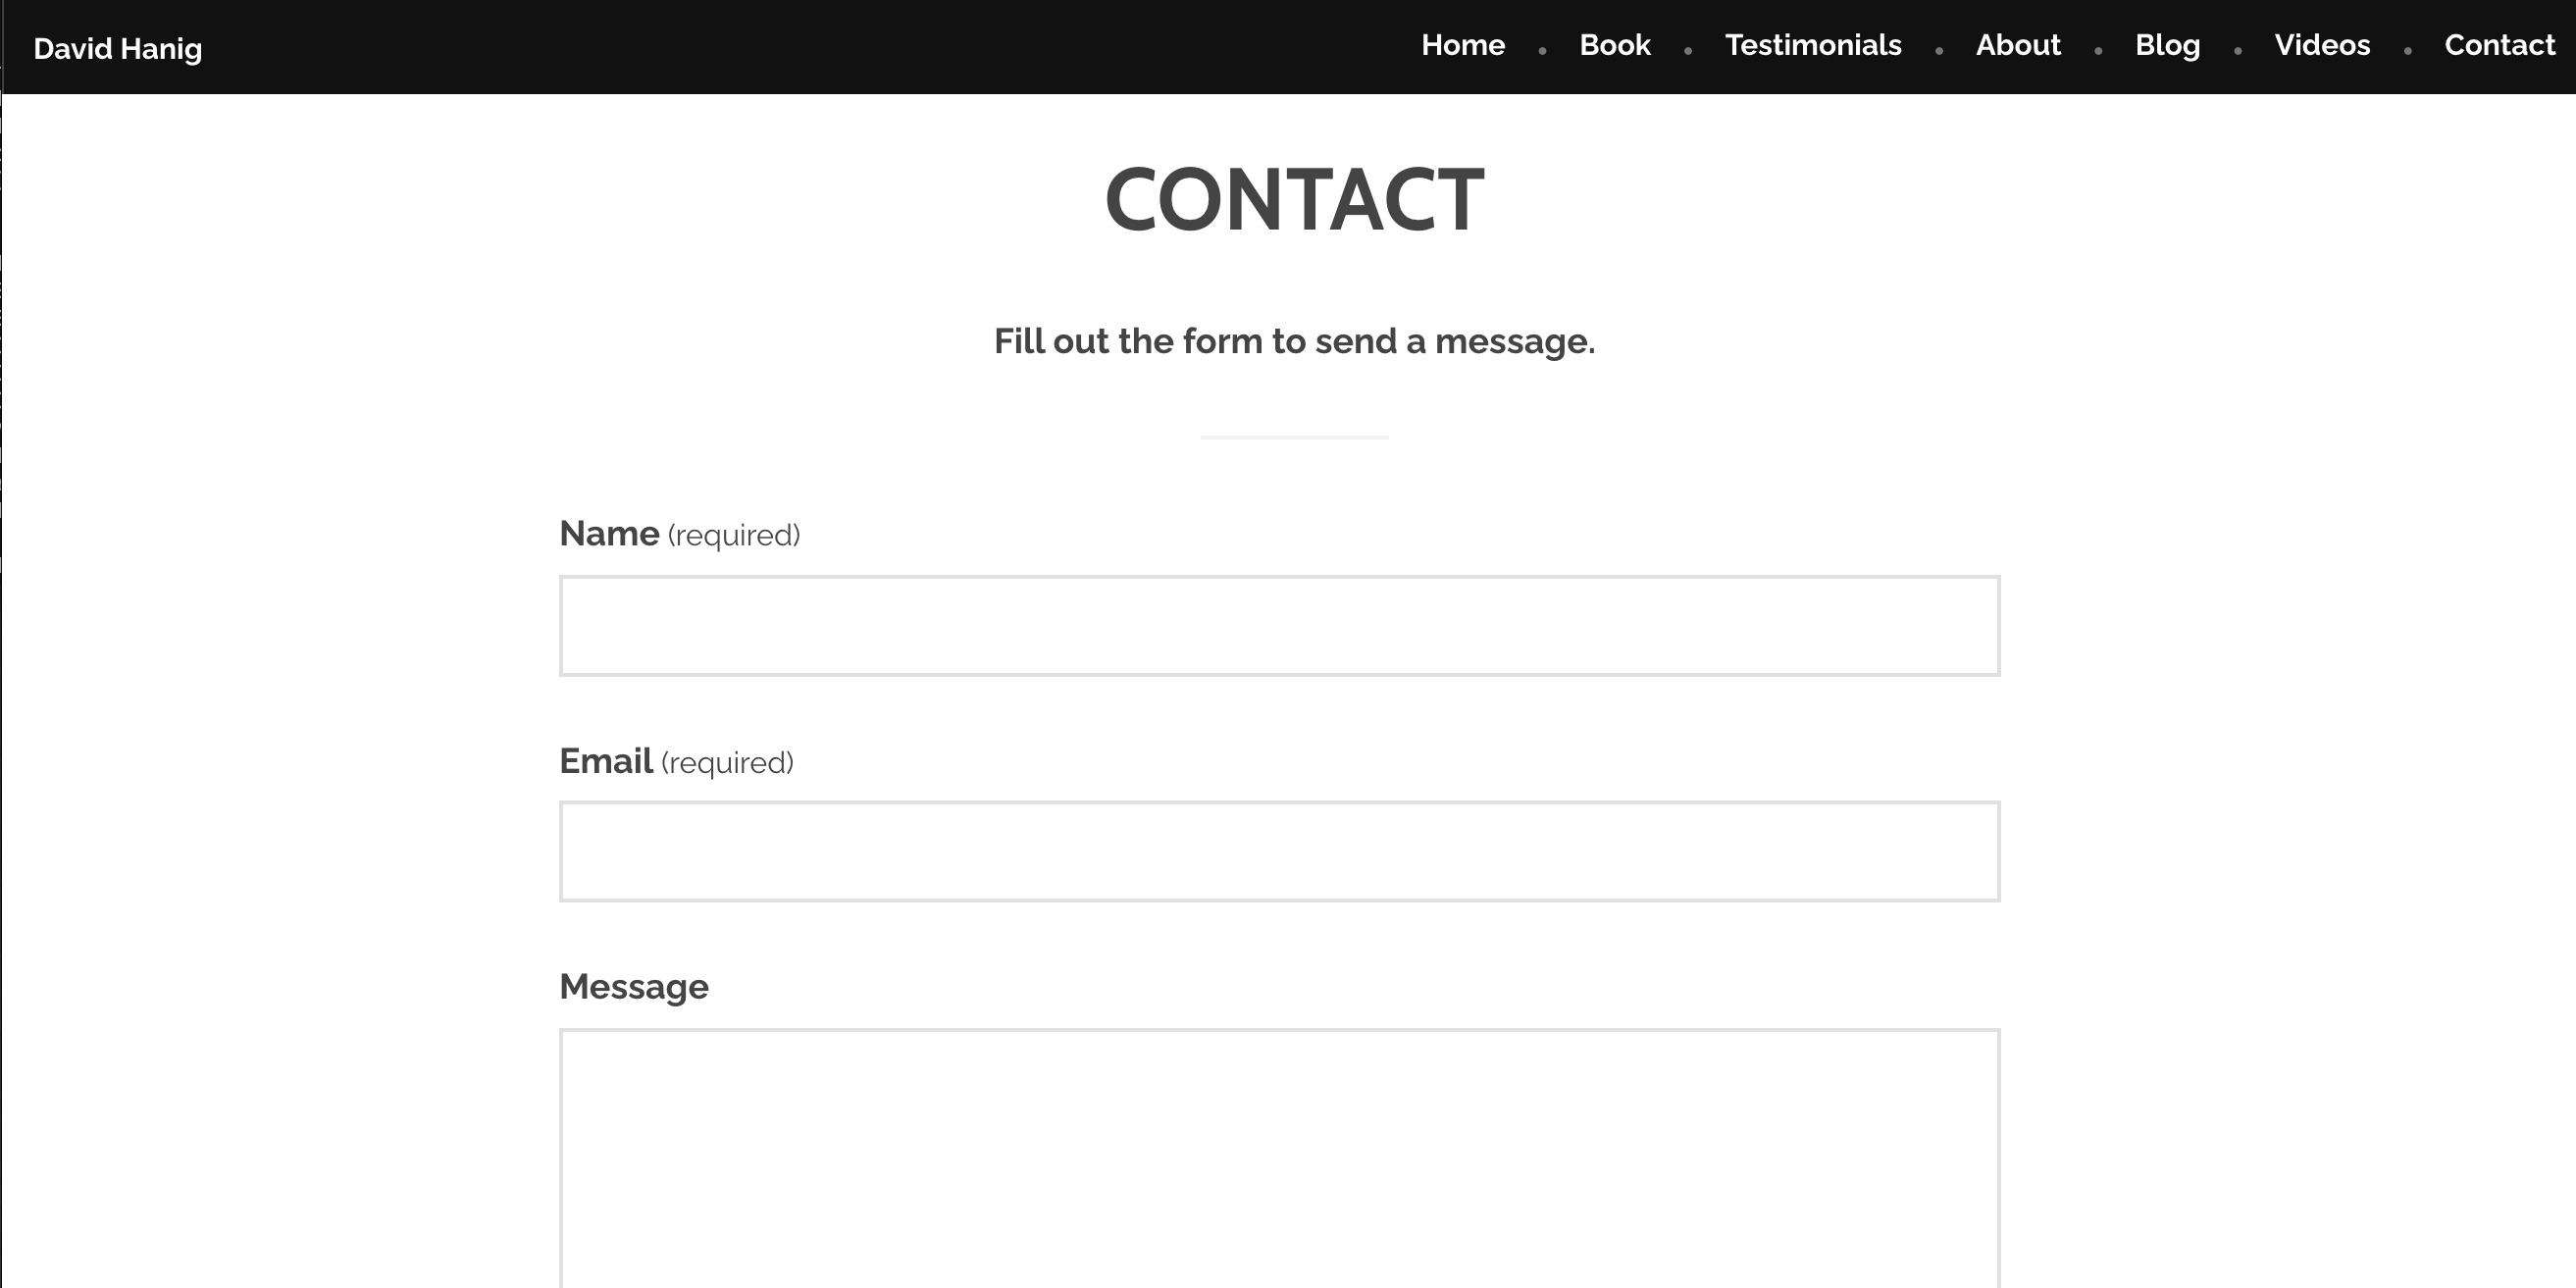 David Hanig
Home • Book • Testimonials • About • Blog • Videos • Contact
CONTACT
Fill out the form to send a message.
Name (required)
Email (required)
Message